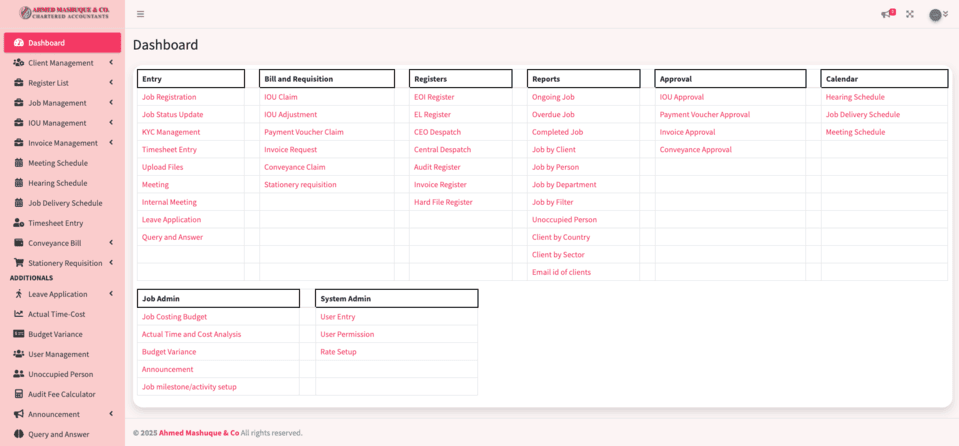 AHMED MASHUQUE & CO.
CHARTERED ACCOUNTANTS
Dashboard
Client Management
Register List
Job Management
IOU Management
Invoice Management
Meeting Schedule
Hearing Schedule
Job Delivery Schedule
Timesheet Entry
Conveyance Bill
Stationery Requisition
ADDITIONALS
Leave Application
Actual Time-Cost
Budget Variance
User Management
Unoccupied Person
Audit Fee Calculator
Announcement
Query and Answer
Dashboard
Entry Bill and Requisition Registers Reports Approval Calendar
Job Registration IOU Claim EOI Register Ongoing Job IOU Approval Hearing Schedule
Job Status Update IOU Adjustment EL Register Overdue Job Payment Voucher Approval Job Delivery Schedule
KYC Management Payment Voucher Claim CEO Despatch Completed Job Invoice Approval Meeting Schedule
Timesheet Entry Invoice Request Central Despatch Job by Client Conveyance Approval
Upload Files Conveyance Claim Audit Register Job by Person
Meeting Stationery requisition Invoice Register Job by Department
Internal Meeting Hard File Register Job by Filter
Leave Application Unoccupied Person
Query and Answer Client by Country
Client by Sector
Email id of clients
Job Admin System Admin
Job Costing Budget User Entry
Actual Time and Cost Analysis User Permission
Budget Variance Rate Setup
Announcement
Job milestone/activity setup
© 2025 Ahmed Mashuque & Co All rights reserved.